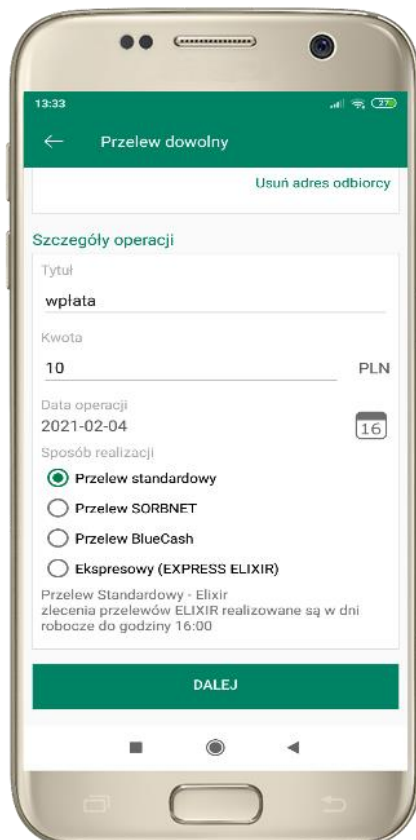 13:33
27
Przelew dowolny
Usuń adres odbiorcy
Szczegóły operacji
Tytuł
wpłata
Kwota
10 PLN
Data operacji
2021-02-04
16
Sposób realizacji
Przelew standardowy
Przelew SORBNET
Przelew BlueCash
Ekspresowy (EXPRESS ELIXIR)
Przelew Standardowy - Elixir
zlecenia przelewów ELIXIR realizowane są w dni
robocze do godziny 16:00
DALEJ